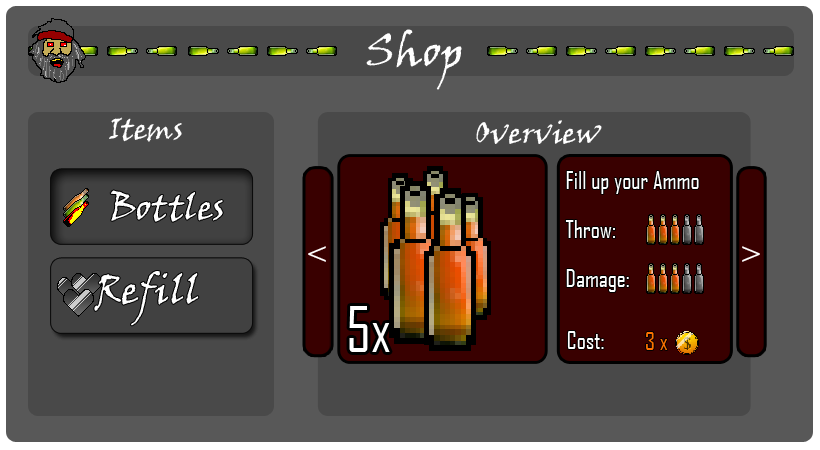 Shop
Items
Bottles
Refill
Overview
<
5x
Fill up your Ammo
Throw:
Damage:
Cost: 3 x $
>